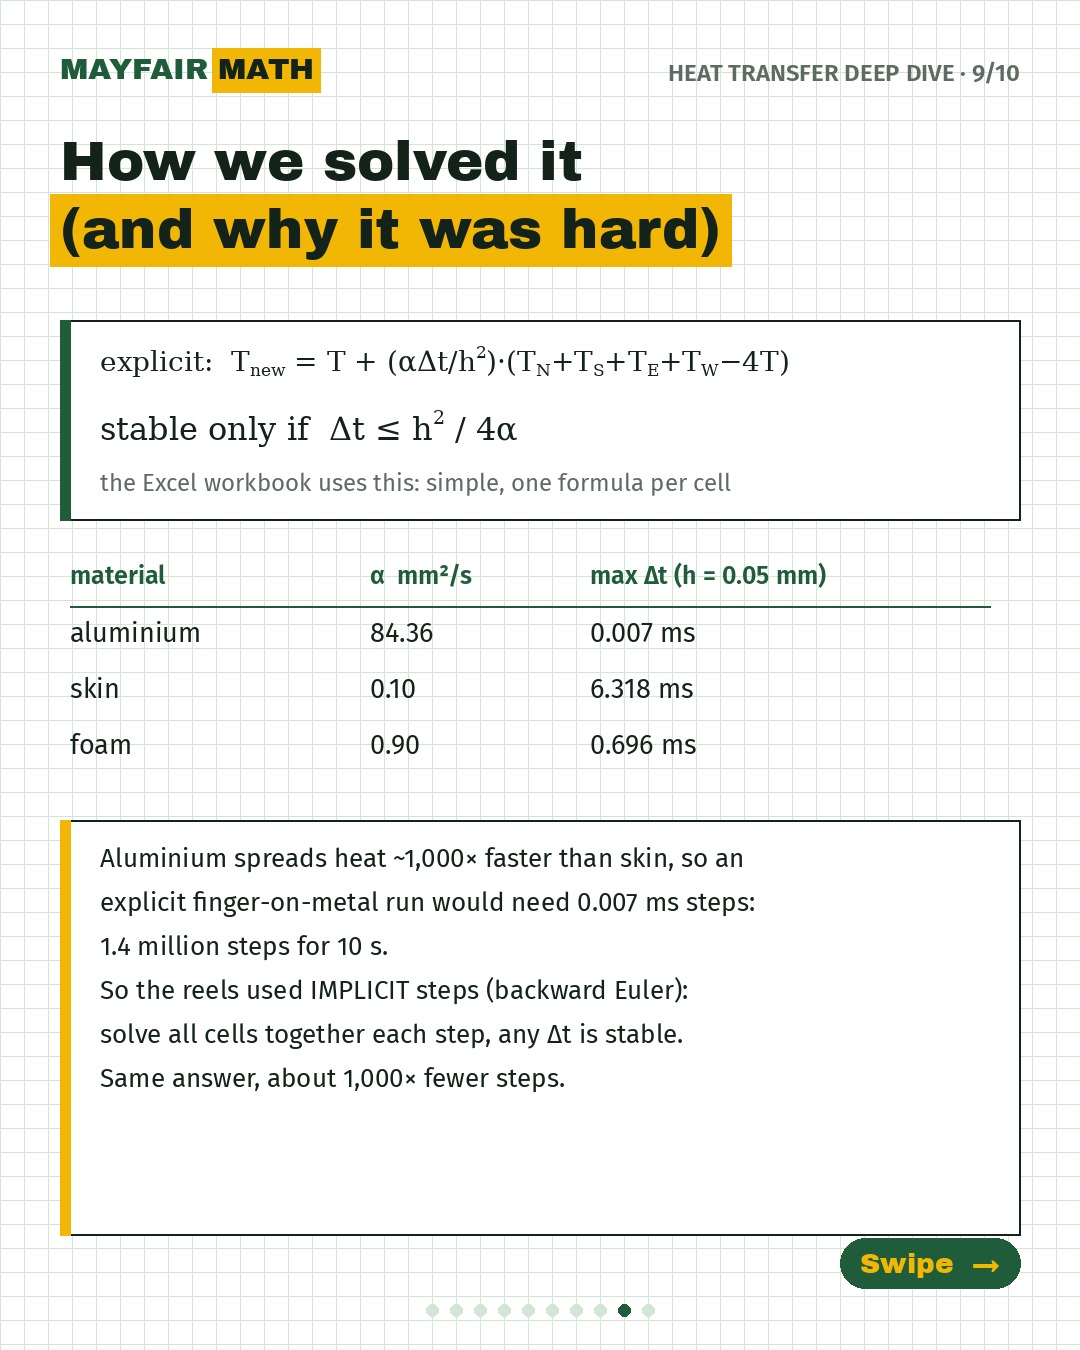 MAYFAIR MATH
HEAT TRANSFER DEEP DIVE · 9/10
How we solved it
(and why it was hard)
explicit: T_new = T + (αΔt/h²)·(T_N+T_S+T_E+T_W−4T)
stable only if Δt ≤ h² / 4α
the Excel workbook uses this: simple, one formula per cell
material α mm²/s max Δt (h = 0.05 mm)
aluminium 84.36 0.007 ms
skin 0.10 6.318 ms
foam 0.90 0.696 ms
Aluminium spreads heat ~1,000× faster than skin, so an
explicit finger-on-metal run would need 0.007 ms steps:
1.4 million steps for 10 s.
So the reels used IMPLICIT steps (backward Euler):
solve all cells together each step, any Δt is stable.
Same answer, about 1,000× fewer steps.
Swipe →